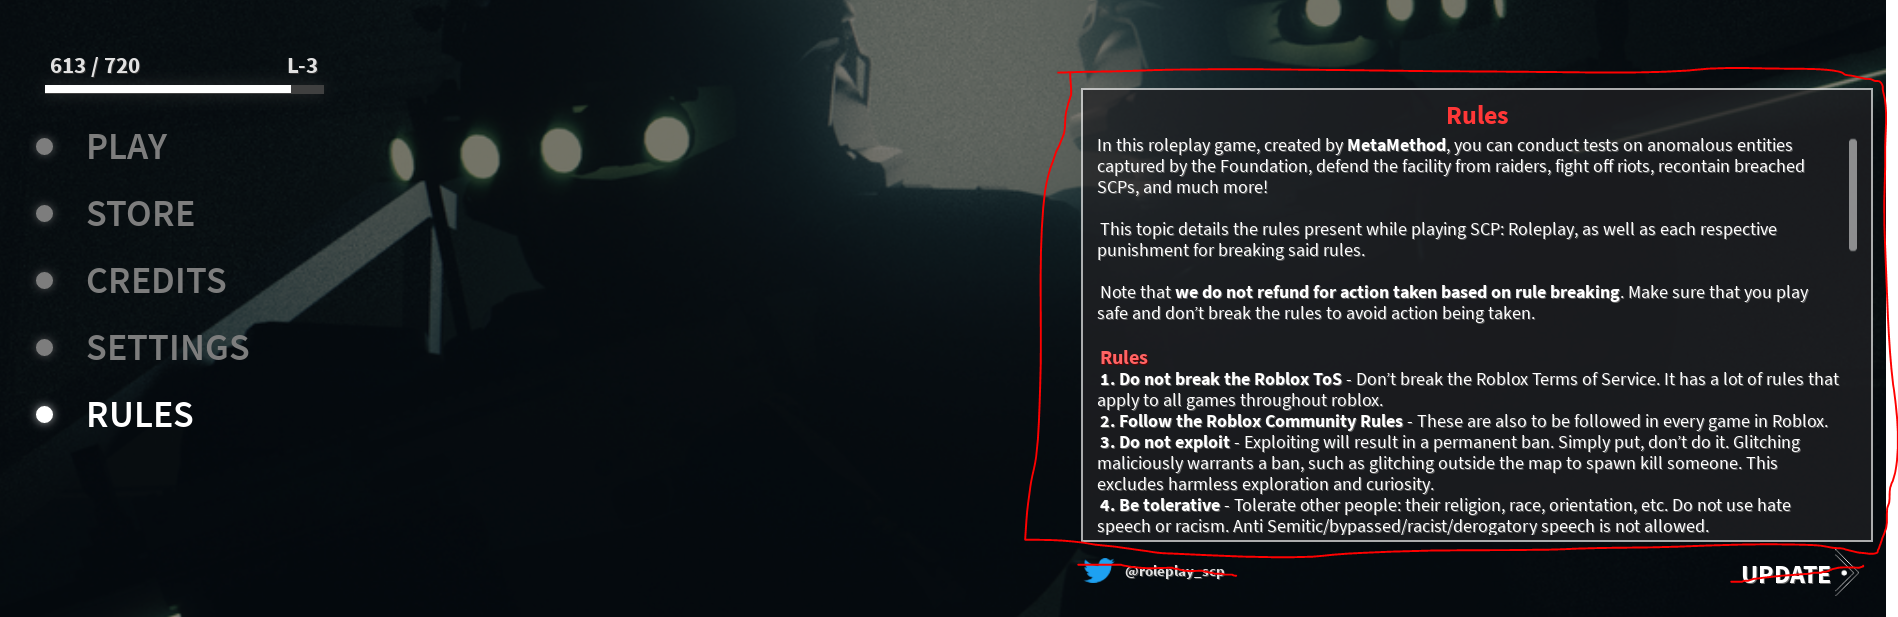 613 / 720 L-3
PLAY
STORE
CREDITS
SETTINGS
RULES
Rules
In this roleplay game, created by MetaMethod, you can conduct tests on anomalous entities
captured by the Foundation, defend the facility from raiders, fight off riots, recontain breached
SCPs, and much more!
This topic details the rules present while playing SCP: Roleplay, as well as each respective
punishment for breaking said rules.
Note that we do not refund for action taken based on rule breaking. Make sure that you play
safe and don't break the rules to avoid action being taken.
Rules
1. Do not break the Roblox ToS - Don't break the Roblox Terms of Service. It has a lot of rules that
apply to all games throughout roblox.
2. Follow the Roblox Community Rules - These are also to be followed in every game in Roblox.
3. Do not exploit - Exploiting will result in a permanent ban. Simply put, don't do it. Glitching
maliciously warrants a ban, such as glitching outside the map to spawn kill someone. This
excludes harmless exploration and curiosity.
4. Be tolerative - Tolerate other people: their religion, race, orientation, etc. Do not use hate
speech or racism. Anti Semitic/bypassed/racist/derogatory speech is not allowed.
@roleplay_scp
UPDATE